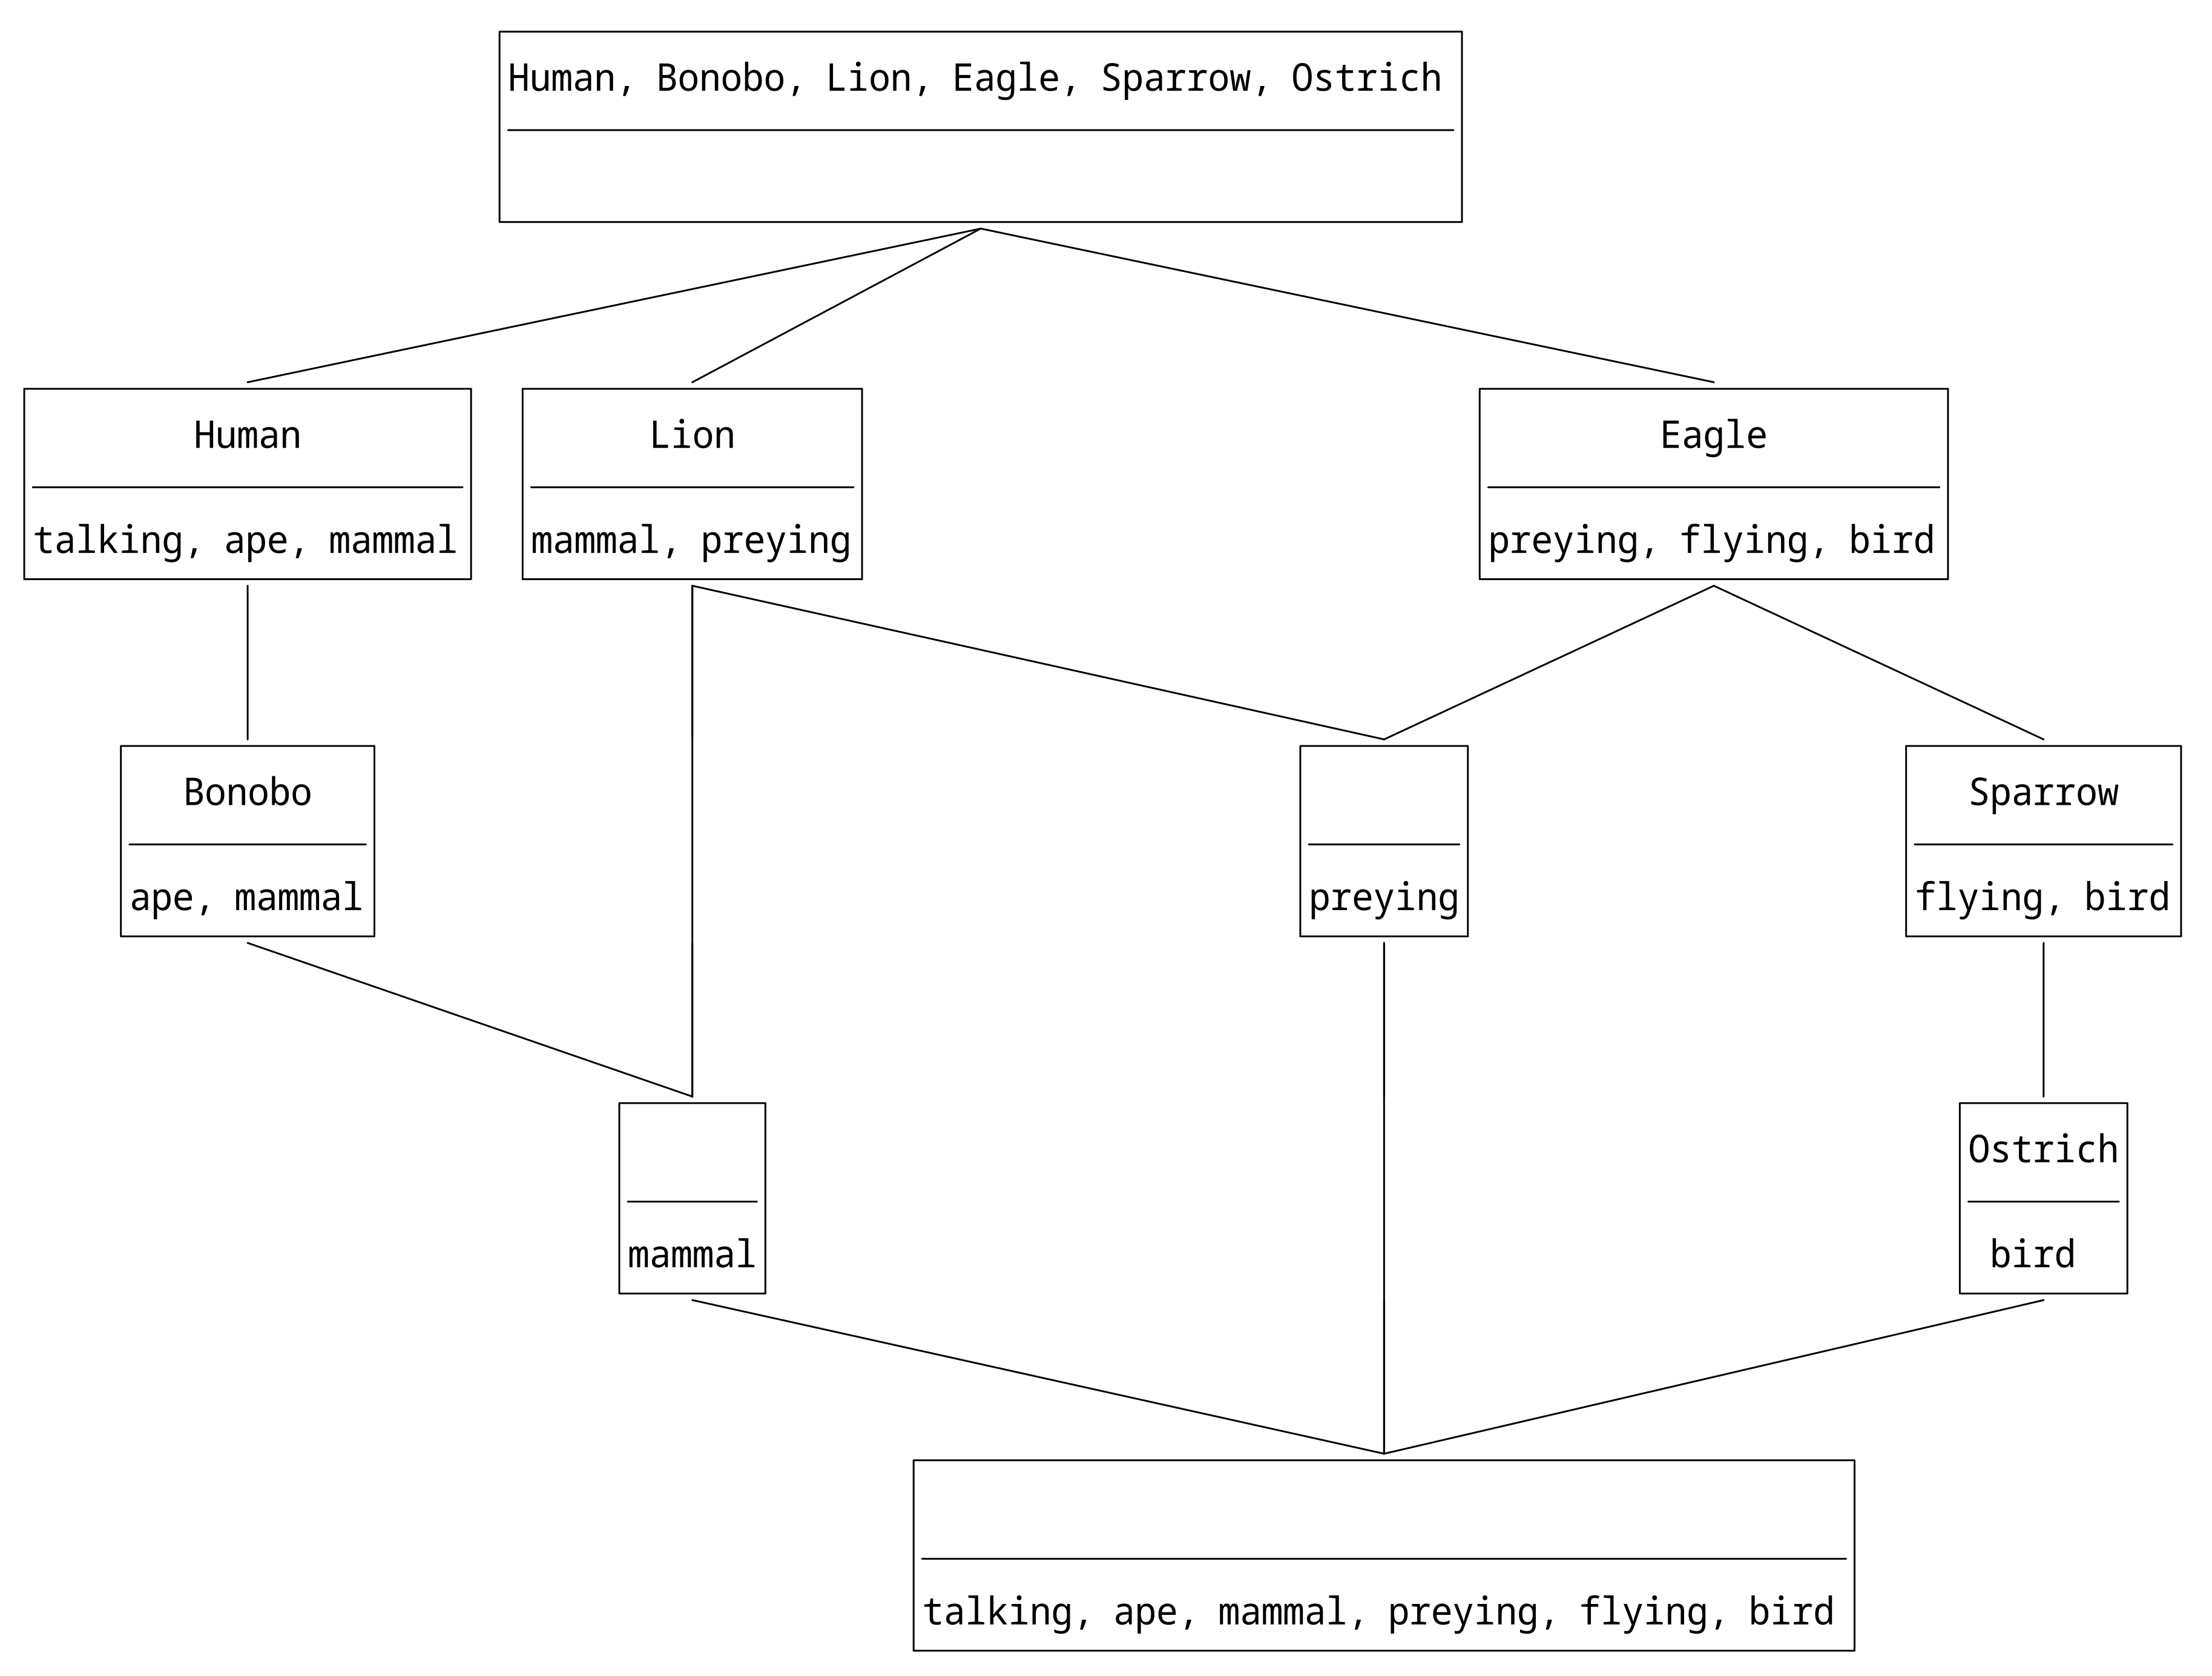 Human, Bonobo, Lion, Eagle, Sparrow, Ostrich
Human
talking, ape, mammal
Lion
mammal, preying
Eagle
preying, flying, bird
Bonobo
ape, mammal
preying
Sparrow
flying, bird
mammal
Ostrich
bird
talking, ape, mammal, preying, flying, bird